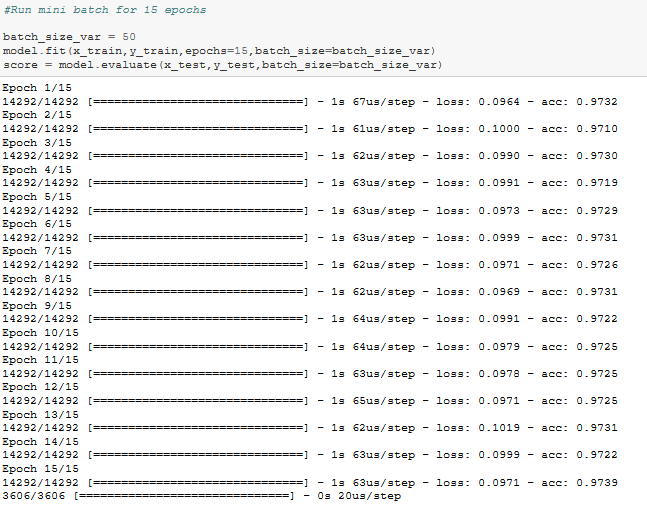 #Run mini batch for 15 epochs
batch_size_var = 50
model.fit(x_train,y_train,epochs=15,batch_size=batch_size_var)
score = model.evaluate(x_test,y_test,batch_size=batch_size_var)
Epoch 1/15
14292/14292 [==============================] - 1s 67us/step - loss: 0.0964 - acc: 0.9732
Epoch 2/15
14292/14292 [==============================] - 1s 61us/step - loss: 0.1000 - acc: 0.9710
Epoch 3/15
14292/14292 [==============================] - 1s 62us/step - loss: 0.0990 - acc: 0.9730
Epoch 4/15
14292/14292 [==============================] - 1s 63us/step - loss: 0.0991 - acc: 0.9719
Epoch 5/15
14292/14292 [==============================] - 1s 63us/step - loss: 0.0973 - acc: 0.9729
Epoch 6/15
14292/14292 [==============================] - 1s 63us/step - loss: 0.0999 - acc: 0.9731
Epoch 7/15
14292/14292 [==============================] - 1s 62us/step - loss: 0.0971 - acc: 0.9726
Epoch 8/15
14292/14292 [==============================] - 1s 62us/step - loss: 0.0969 - acc: 0.9731
Epoch 9/15
14292/14292 [==============================] - 1s 64us/step - loss: 0.0991 - acc: 0.9722
Epoch 10/15
14292/14292 [==============================] - 1s 64us/step - loss: 0.0979 - acc: 0.9725
Epoch 11/15
14292/14292 [==============================] - 1s 63us/step - loss: 0.0978 - acc: 0.9725
Epoch 12/15
14292/14292 [==============================] - 1s 65us/step - loss: 0.0971 - acc: 0.9725
Epoch 13/15
14292/14292 [==============================] - 1s 62us/step - loss: 0.1019 - acc: 0.9731
Epoch 14/15
14292/14292 [==============================] - 1s 63us/step - loss: 0.0999 - acc: 0.9722
Epoch 15/15
14292/14292 [==============================] - 1s 63us/step - loss: 0.0971 - acc: 0.9739
3606/3606 [==============================] - 0s 20us/step